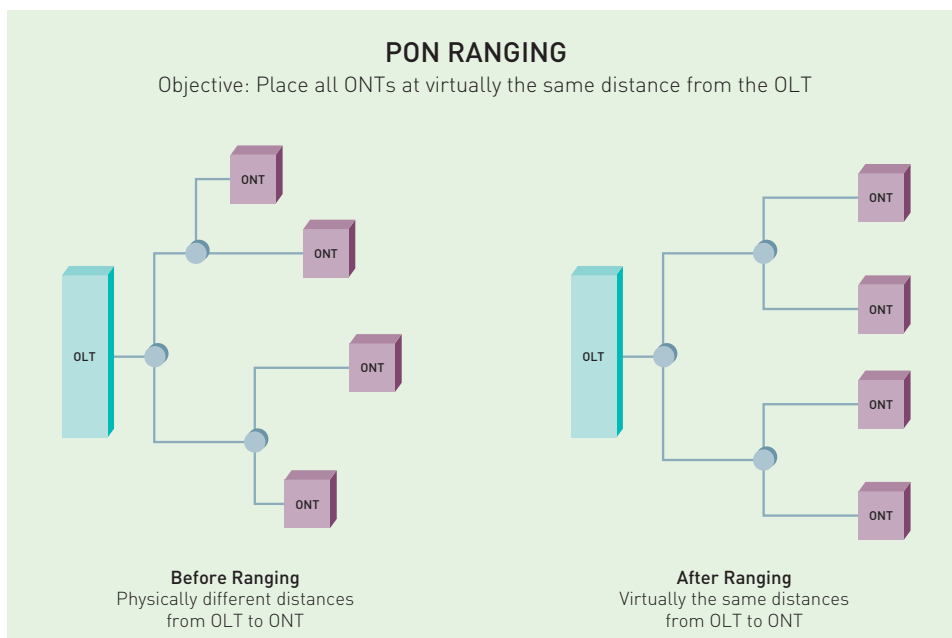 PON RANGING
Objective: Place all ONTs at virtually the same distance from the OLT
ONT
ONT
OLT
ONT
ONT
Before Ranging
Physically different distances
from OLT to ONT
ONT
ONT
OLT
ONT
ONT
After Ranging
Virtually the same distances
from OLT to ONT